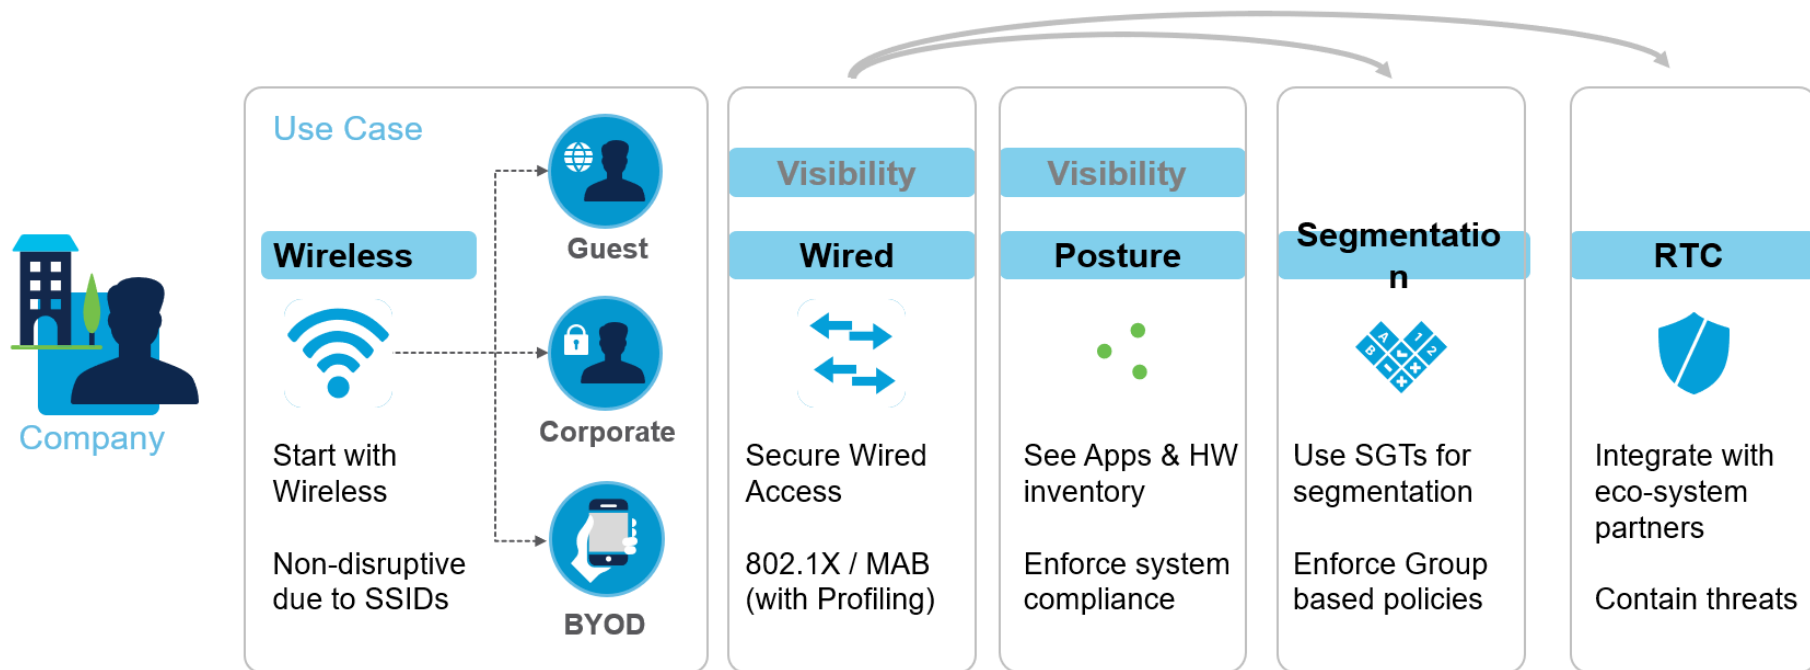 Company
Use Case
Wireless
Start with
Wireless
Non-disruptive
due to SSIDs
Guest
Corporate
BYOD
Visibility
Wired
Secure Wired
Access
802.1X / MAB
(with Profiling)
Visibility
Posture
See Apps & HW
inventory
Enforce system
compliance
Segmentatio
n
A 1
B 2
Use SGTs for
segmentation
Enforce Group
based policies
RTC
Integrate with
eco-system
partners
Contain threats